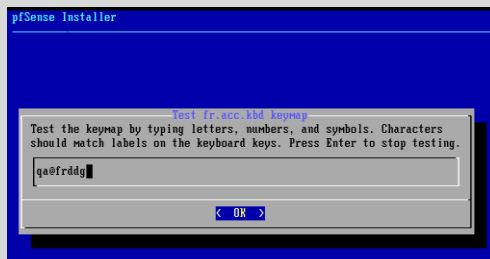 pfSense Installer
Test fr.acc.kbd keymap
Test the keymap by typing letters, numbers, and symbols. Characters
should match labels on the keyboard keys. Press Enter to stop testing.
qa@frddg
< OK >